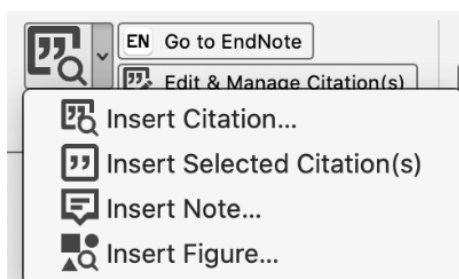 EN Go to EndNote
Edit & Manage Citation(s)
Insert Citation...
Insert Selected Citation(s)
Insert Note...
Insert Figure...